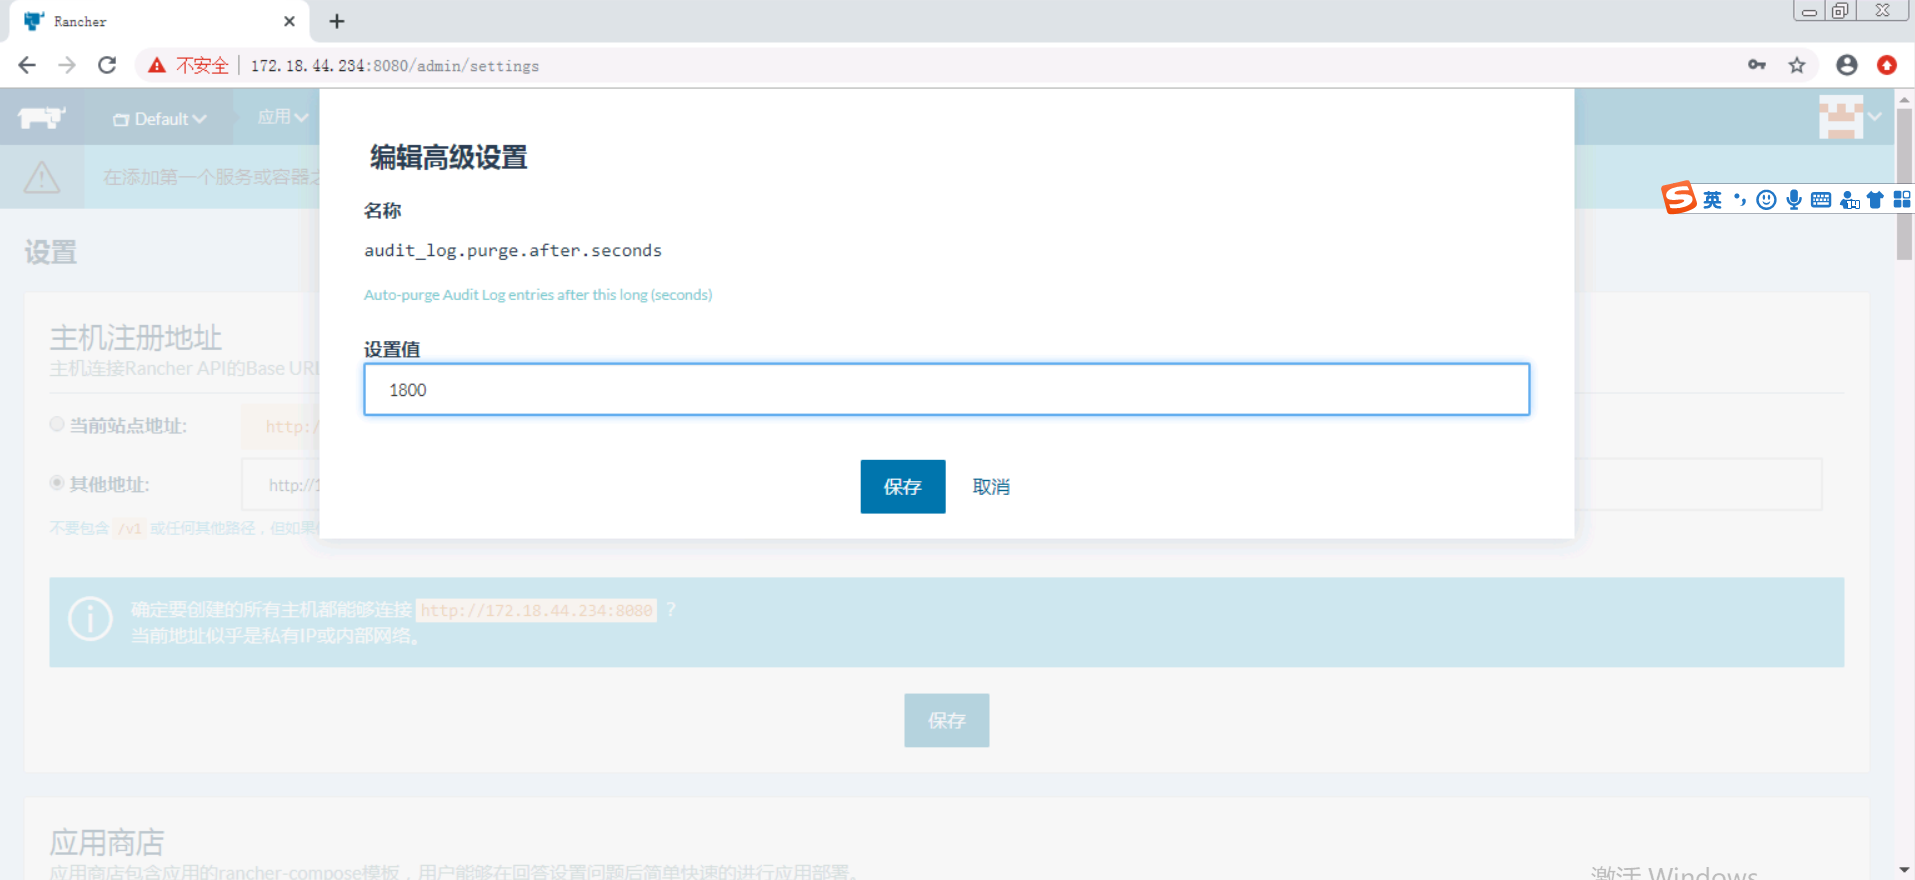 Rancher
不安全 172.18.44.234:8080/admin/settings
Default 应用
在添加第一个服务或容器之
英
设置
编辑高级设置
名称
audit_log.purge.after.seconds
Auto-purge Audit Log entries after this long (seconds)
设置值
1800
保存 取消
主机注册地址
主机连接Rancher API的Base URL
当前站点地址: http:/
其他地址: http://1
不要包含 /v1 或任何其他路径，但如果
确定要创建的所有主机都能够连接 http://172.18.44.234:8080 ？
当前地址似乎是私有IP或内部网络。
保存
应用商店
应用商店包含应用的rancher-compose模板，用户能够在回答设置问题后简单快速的进行应用部署。
激活 Windows